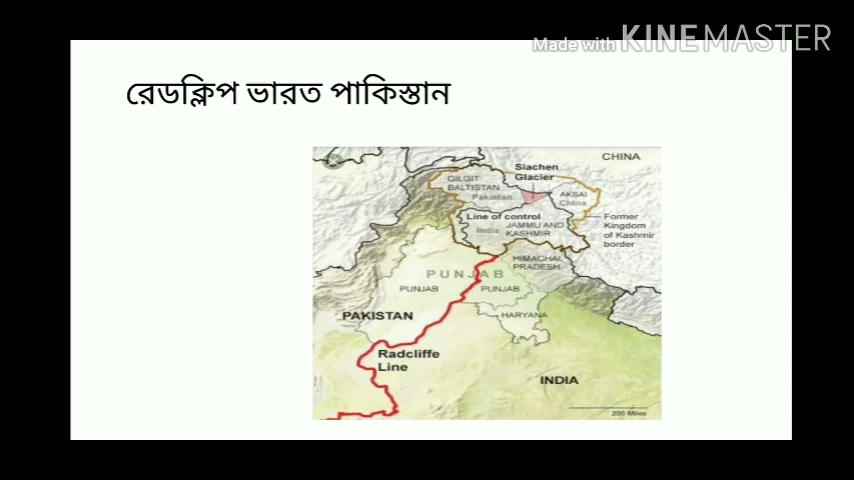 Made with KINEMASTER
রেডক্লিপ ভারত পাকিস্তান
CHINA
Siachen
Glacier
GILGIT
BALTISTAN
Pakistan
AKSAI
China
Line of control
India
JAMMU AND
KASHMIR
Former
Kingdom
of Kashmir
border
HIMACHAL
PRADESH
PUNJAB
PUNJAB
PUNJAB
PAKISTAN
HARYANA
Radcliffe
Line
INDIA
200 Miles